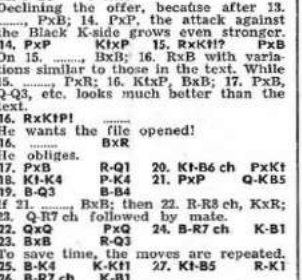 Declining the offer, because after 13.
........, PxB; 14. PxP, the attack against
the Black K-side grows even stronger.
14. PxP KtxP 15. RxKt!? PxB
On 15. ........, BxB; 16. RxB with varia-
tions similar to those in the text. While
15. ........, PxR; 16. KtxP, BxB; 17. PxB,
Q-Q3, etc. looks much better than the
text.
16. RxKtP! ........
He wants the file opened!
16. ........ BxR
He obliges.
17. PxB R-Q1 20. Kt-B6 ch PxKt
18. Kt-K4 P-K4 21. PxP Q-KB5
19. B-Q3 B-B4
If 21. ........, BxB; then 22. R-R8 ch, KxR;
23. Q-R7 ch followed by mate.
22. QxQ PxQ 24. B-R7 ch K-B1
23. BxB R-Q3
To save time, the moves are repeated.
25. B-K4 K-Kt1 27. Kt-B5 R-K1
26. B-R7 ch K-B1